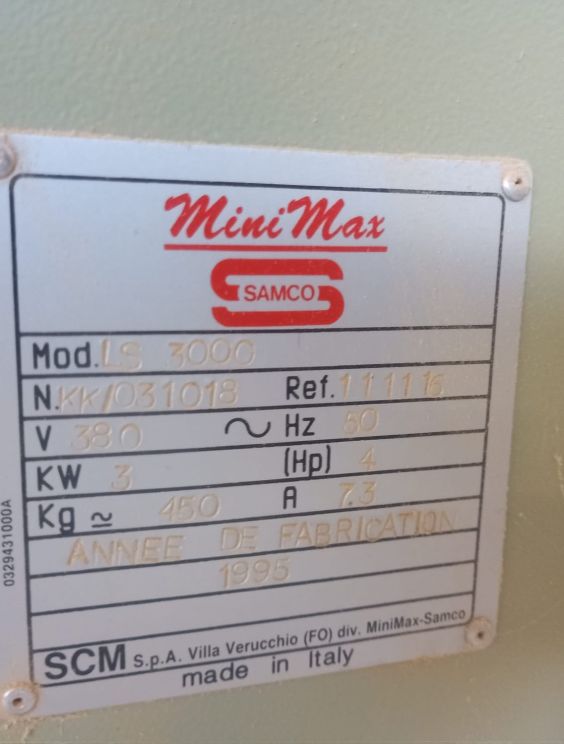 MiniMax
SAMCO
Mod. LS 3000
N. KK/031018 Ref. 111116
V 380 ~ Hz 50
KW 3 (Hp) 4
Kg ≃ 450 A 7.3
ANNEE DE FABRICATION
1995
SCM S.p.A. Villa Verucchio (FO) div. MiniMax-Samco
made in Italy
0329431000A